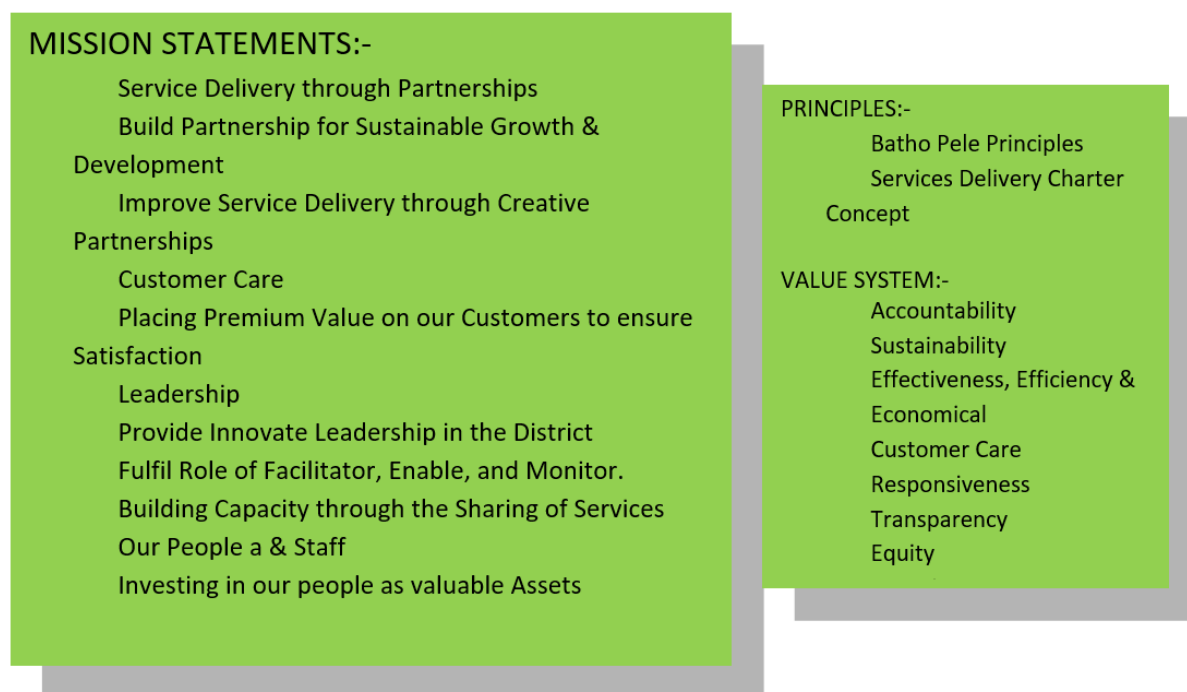 MISSION STATEMENTS:-
Service Delivery through Partnerships
Build Partnership for Sustainable Growth &
Development
Improve Service Delivery through Creative
Partnerships
Customer Care
Placing Premium Value on our Customers to ensure
Satisfaction
Leadership
Provide Innovate Leadership in the District
Fulfil Role of Facilitator, Enable, and Monitor.
Building Capacity through the Sharing of Services
Our People a & Staff
Investing in our people as valuable Assets
PRINCIPLES:-
Batho Pele Principles
Services Delivery Charter
Concept
VALUE SYSTEM:-
Accountability
Sustainability
Effectiveness, Efficiency &
Economical
Customer Care
Responsiveness
Transparency
Equity